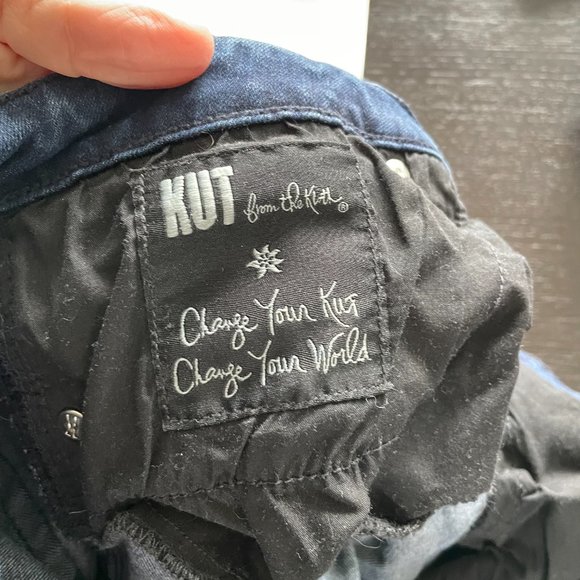 KUT from the Kloth®
Change Your Kut
Change Your World